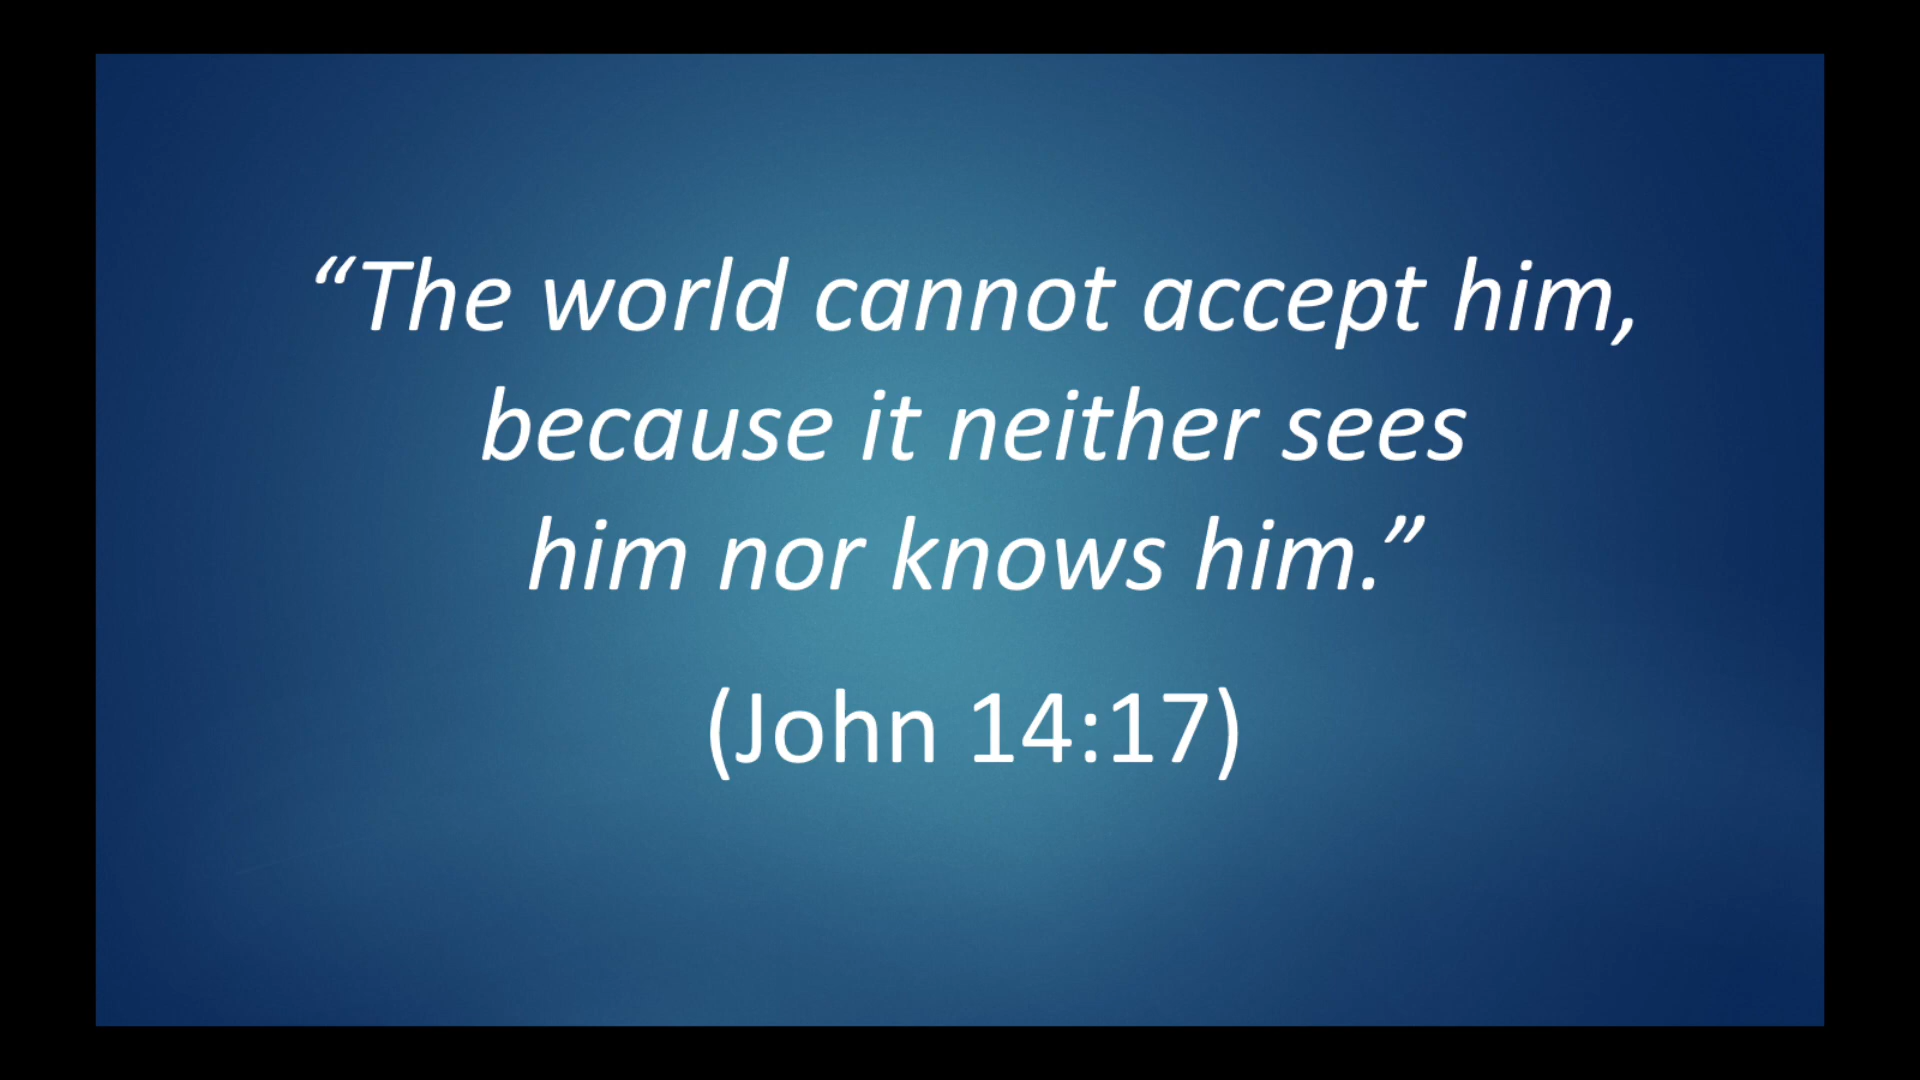 “The world cannot accept him,
because it neither sees
him nor knows him.”
(John 14:17)